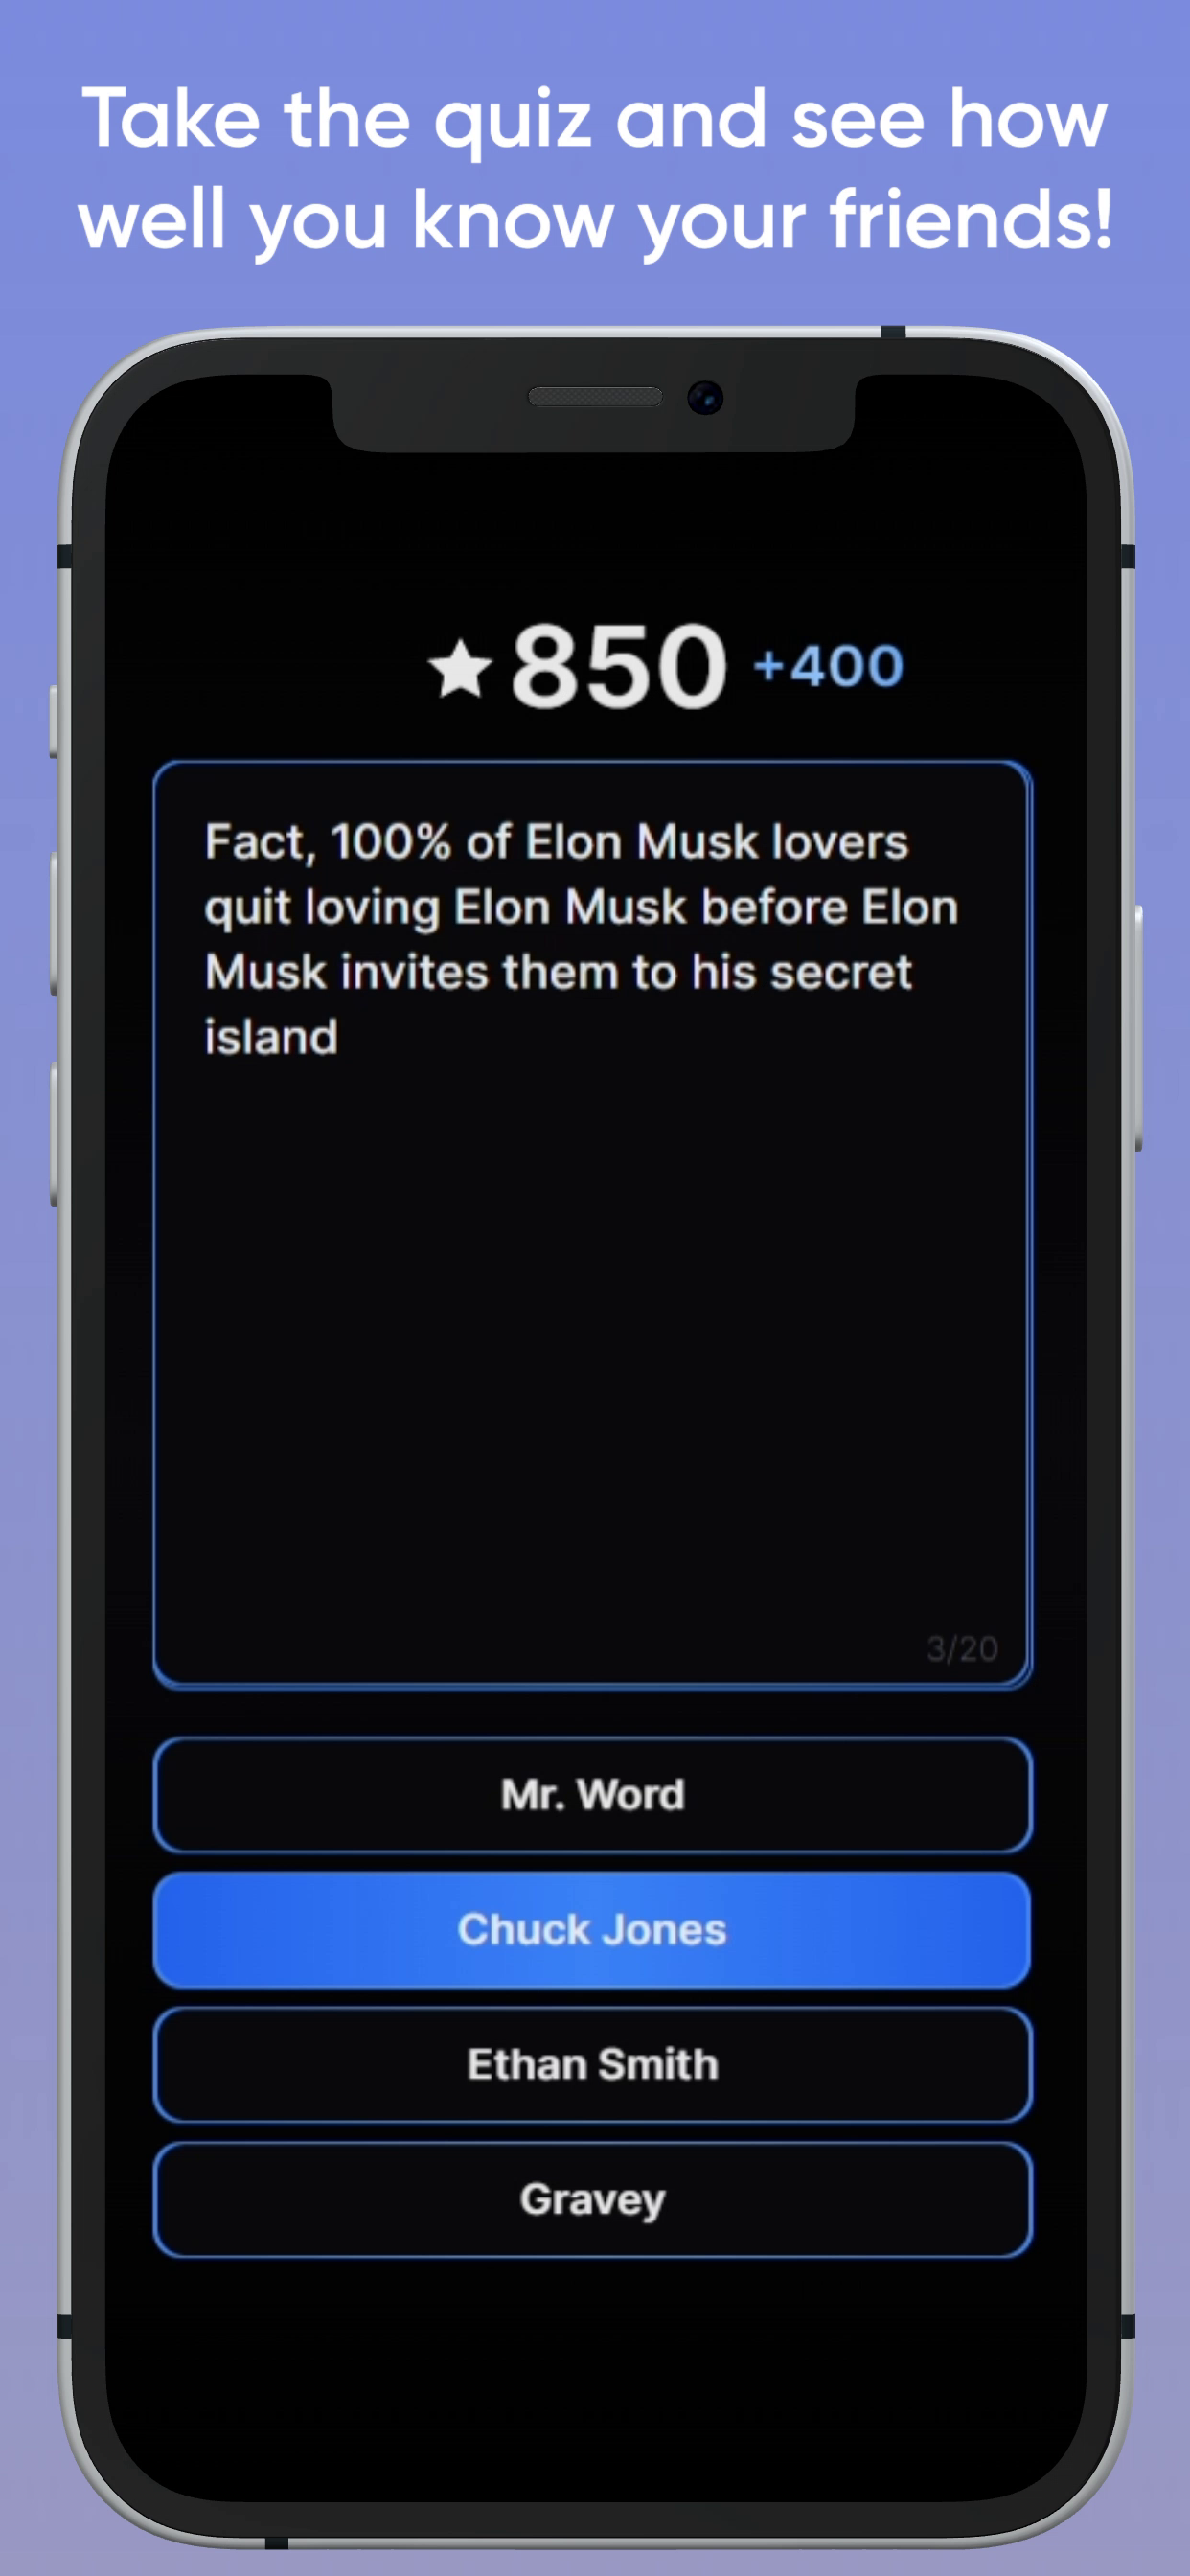 Take the quiz and see how
well you know your friends!
★850 +400
Fact, 100% of Elon Musk lovers
quit loving Elon Musk before Elon
Musk invites them to his secret
island
3/20
Mr. Word
Chuck Jones
Ethan Smith
Gravey